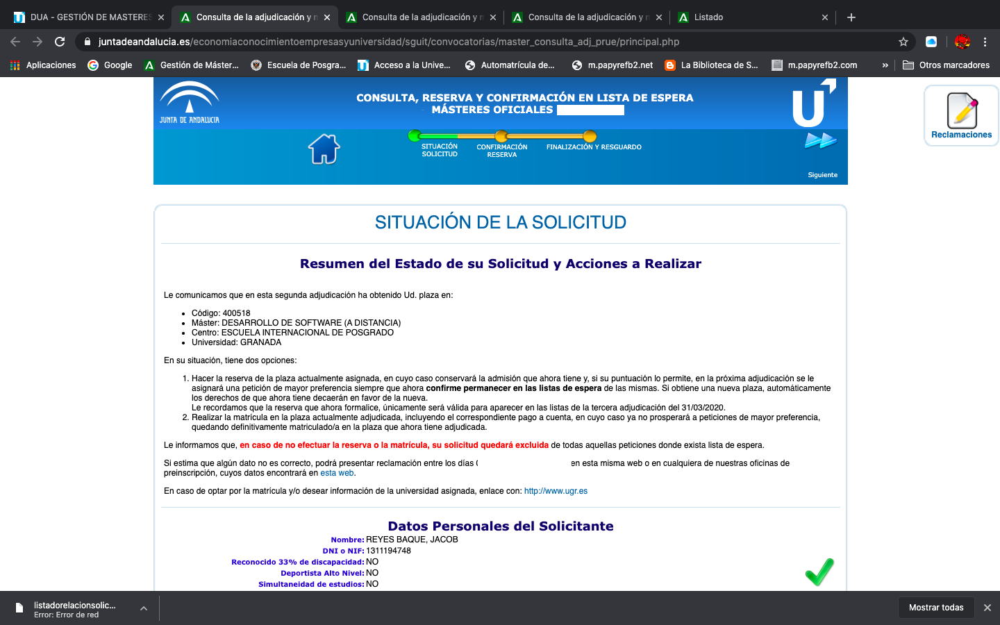 DUA - GESTIÓN DE MASTERES
Consulta de la adjudicación y
Consulta de la adjudicación y
Consulta de la adjudicación y
Listado
juntadeandalucia.es/economiaconocimientoempresasyuniversidad/sguit/convocatorias/master_consulta_adj_prue/principal.php
Aplicaciones
Google
Gestión de Máster...
Escuela de Posgra...
Acceso a la Unive...
Automatrícula de...
m.papyrefb2.net
La Biblioteca de S...
m.papyrefb2.com
»
Otros marcadores
JUNTA DE ANDALUCIA
CONSULTA, RESERVA Y CONFIRMACIÓN EN LISTA DE ESPERA
MÁSTERES OFICIALES
U
SITUACIÓN
SOLICITUD
CONFIRMACIÓN
RESERVA
FINALIZACIÓN Y RESGUARDO
Siguiente
Reclamaciones
SITUACIÓN DE LA SOLICITUD
Resumen del Estado de su Solicitud y Acciones a Realizar
Le comunicamos que en esta segunda adjudicación ha obtenido Ud. plaza en:
• Código: 400518
• Máster: DESARROLLO DE SOFTWARE (A DISTANCIA)
• Centro: ESCUELA INTERNACIONAL DE POSGRADO
• Universidad: GRANADA
En su situación, tiene dos opciones:
1. Hacer la reserva de la plaza actualmente asignada, en cuyo caso conservará la admisión que ahora tiene y, si su puntuación lo permite, en la próxima adjudicación se le
asignará una petición de mayor preferencia siempre que ahora confirme permanecer en las listas de espera de las mismas. Si obtiene una nueva plaza, automáticamente
los derechos de que ahora tiene decaerán en favor de la nueva.
Le recordamos que la reserva que ahora formalice, únicamente será válida para aparecer en las listas de la tercera adjudicación del 31/03/2020.
2. Realizar la matrícula en la plaza actualmente adjudicada, incluyendo el correspondiente pago a cuenta, en cuyo caso ya no prosperará a peticiones de mayor preferencia,
quedando definitivamente matriculado/a en la plaza que ahora tiene adjudicada.
Le informamos que, en caso de no efectuar la reserva o la matrícula, su solicitud quedará excluida de todas aquellas peticiones donde exista lista de espera.
Si estima que algún dato no es correcto, podrá presentar reclamación entre los días en esta misma web o en cualquiera de nuestras oficinas de
preinscripción, cuyos datos encontrará en esta web.
En caso de optar por la matrícula y/o desear información de la universidad asignada, enlace con: http://www.ugr.es
Datos Personales del Solicitante
Nombre: REYES BAQUE, JACOB
DNI o NIF: 1311194748
Reconocido 33% de discapacidad: NO
Deportista Alto Nivel: NO
Simultaneidad de estudios: NO
listadorelacionsolic...
Error: Error de red
Mostrar todas